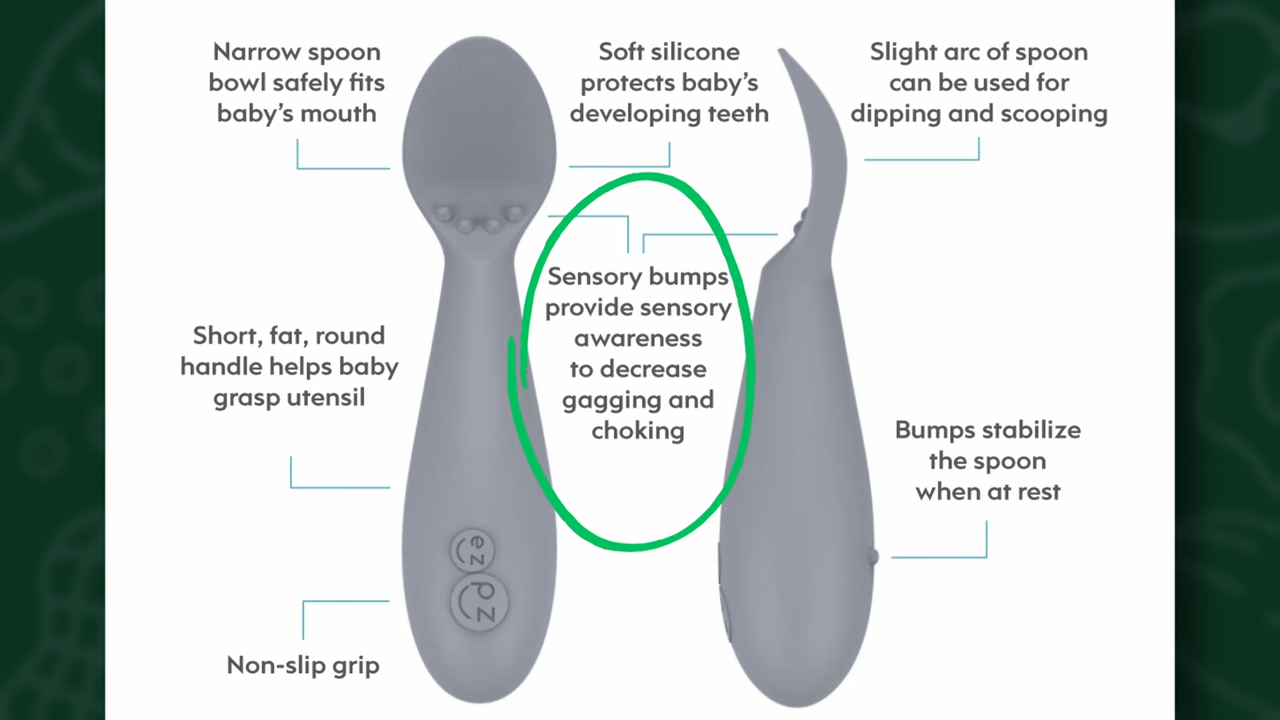 Narrow spoon
bowl safely fits
baby's mouth
Soft silicone
protects baby's
developing teeth
Slight arc of spoon
can be used for
dipping and scooping
Sensory bumps
provide sensory
awareness
to decrease
gagging and
choking
Short, fat, round
handle helps baby
grasp utensil
Bumps stabilize
the spoon
when at rest
Non-slip grip
ez
pz